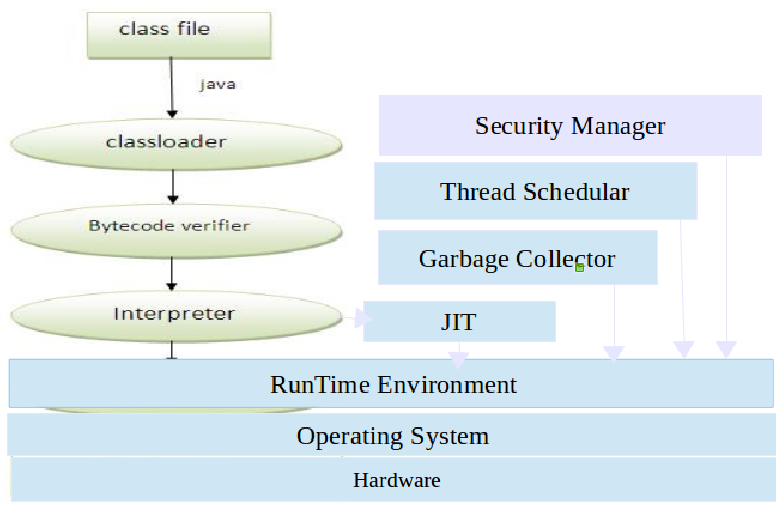 class file
java
classloader
Bytecode verifier
Interpreter
Security Manager
Thread Schedular
Garbage Collector
JIT
RunTime Environment
Operating System
Hardware